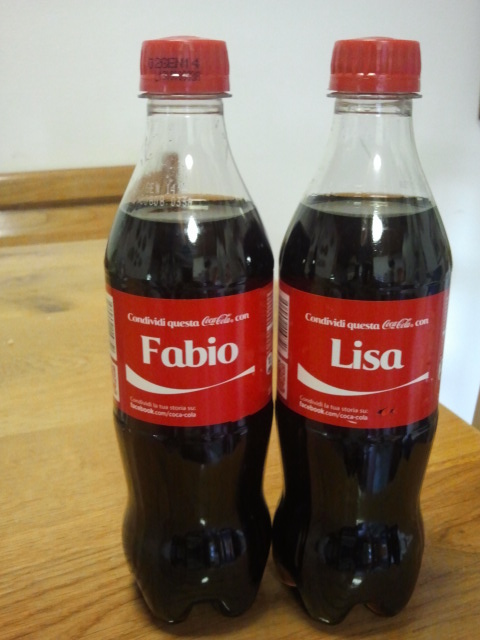 Condividi questa Coca-Cola® con
Fabio
Condividi la tua storia su:
facebook.com/coca-cola
Condividi questa Coca-Cola® con
Lisa
Condividi la tua storia su:
facebook.com/coca-cola